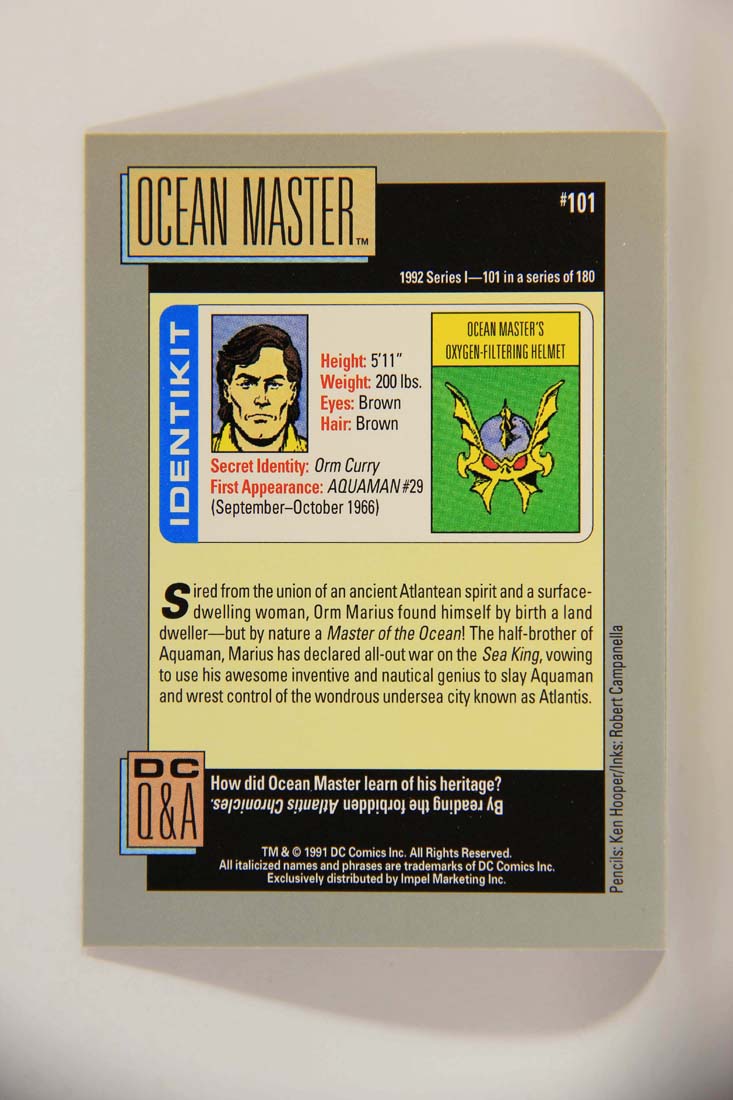 OCEAN MASTER™
#101
1992 Series I—101 in a series of 180
IDENTIKIT
Height: 5'11"
Weight: 200 lbs.
Eyes: Brown
Hair: Brown
Secret Identity: Orm Curry
First Appearance: AQUAMAN #29
(September–October 1966)
OCEAN MASTER'S
OXYGEN-FILTERING HELMET
Sired from the union of an ancient Atlantean spirit and a surface-
dwelling woman, Orm Marius found himself by birth a land
dweller—but by nature a Master of the Ocean! The half-brother of
Aquaman, Marius has declared all-out war on the Sea King, vowing
to use his awesome inventive and nautical genius to slay Aquaman
and wrest control of the wondrous undersea city known as Atlantis.
DC
Q&A
How did Ocean Master learn of his heritage?
By reading the forbidden Atlantis Chronicles.
TM & © 1991 DC Comics Inc. All Rights Reserved.
All italicized names and phrases are trademarks of DC Comics Inc.
Exclusively distributed by Impel Marketing Inc.
Pencils: Ken Hooper/Inks: Robert Campanella